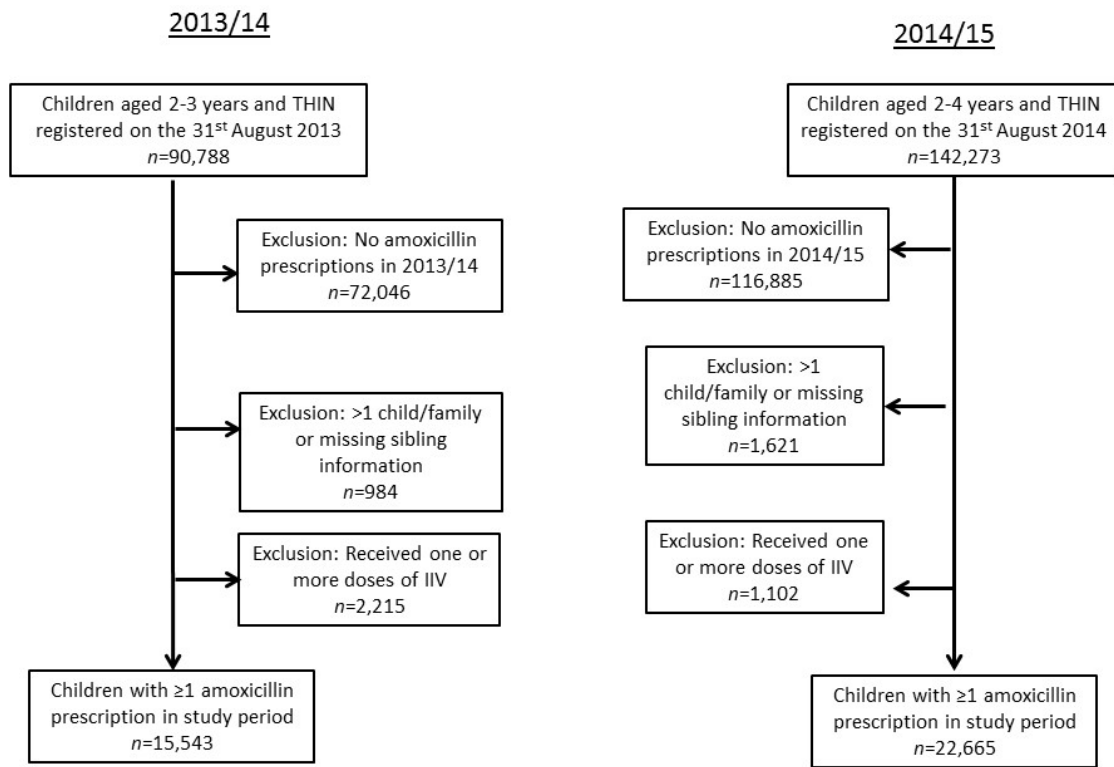 2013/14
Children aged 2-3 years and THIN
registered on the 31st August 2013
n=90,788
Exclusion: No amoxicillin
prescriptions in 2013/14
n=72,046
Exclusion: >1 child/family
or missing sibling
information
n=984
Exclusion: Received one
or more doses of IIV
n=2,215
Children with ≥1 amoxicillin
prescription in study period
n=15,543
2014/15
Children aged 2-4 years and THIN
registered on the 31st August 2014
n=142,273
Exclusion: No amoxicillin
prescriptions in 2014/15
n=116,885
Exclusion: >1
child/family or missing
sibling information
n=1,621
Exclusion: Received one
or more doses of IIV
n=1,102
Children with ≥1 amoxicillin
prescription in study period
n=22,665